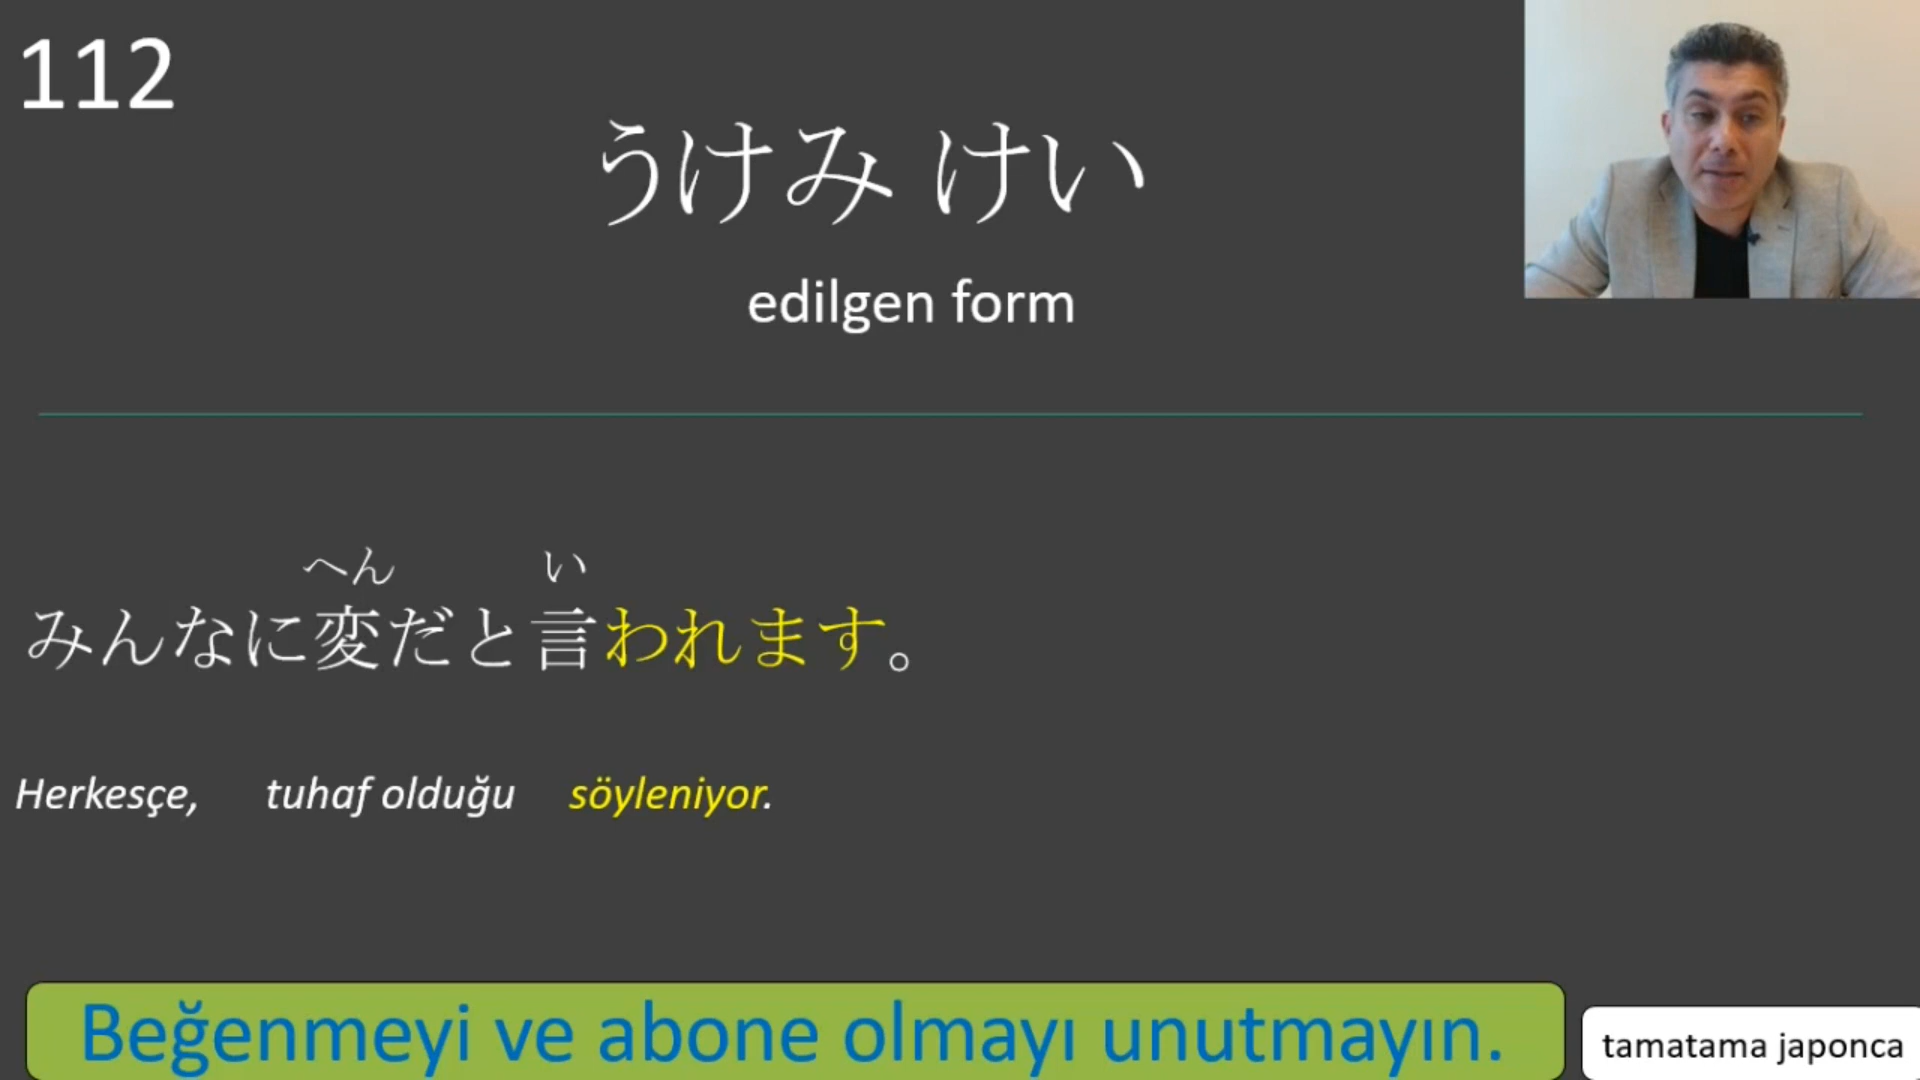 112
うけみ けい
edilgen form
へん い
みんなに変だと言われます。
Herkesçe, tuhaf olduğu söyleniyor.
Beğenmeyi ve abone olmayı unutmayın.
tamatama japonca